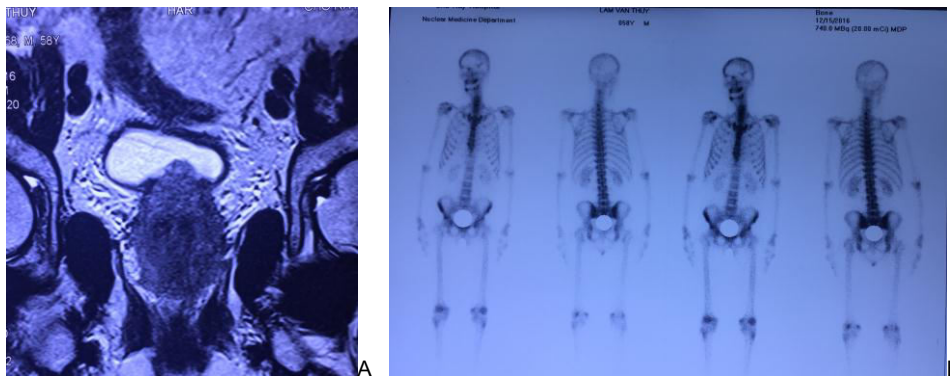 THUY
HAR
58, M, 58Y
16
20
A
Nuclear Medicine Department
LAM VAN THUY
058Y M
Bone
12/15/2016
740.0 MBq (20.00 mCi) MDP